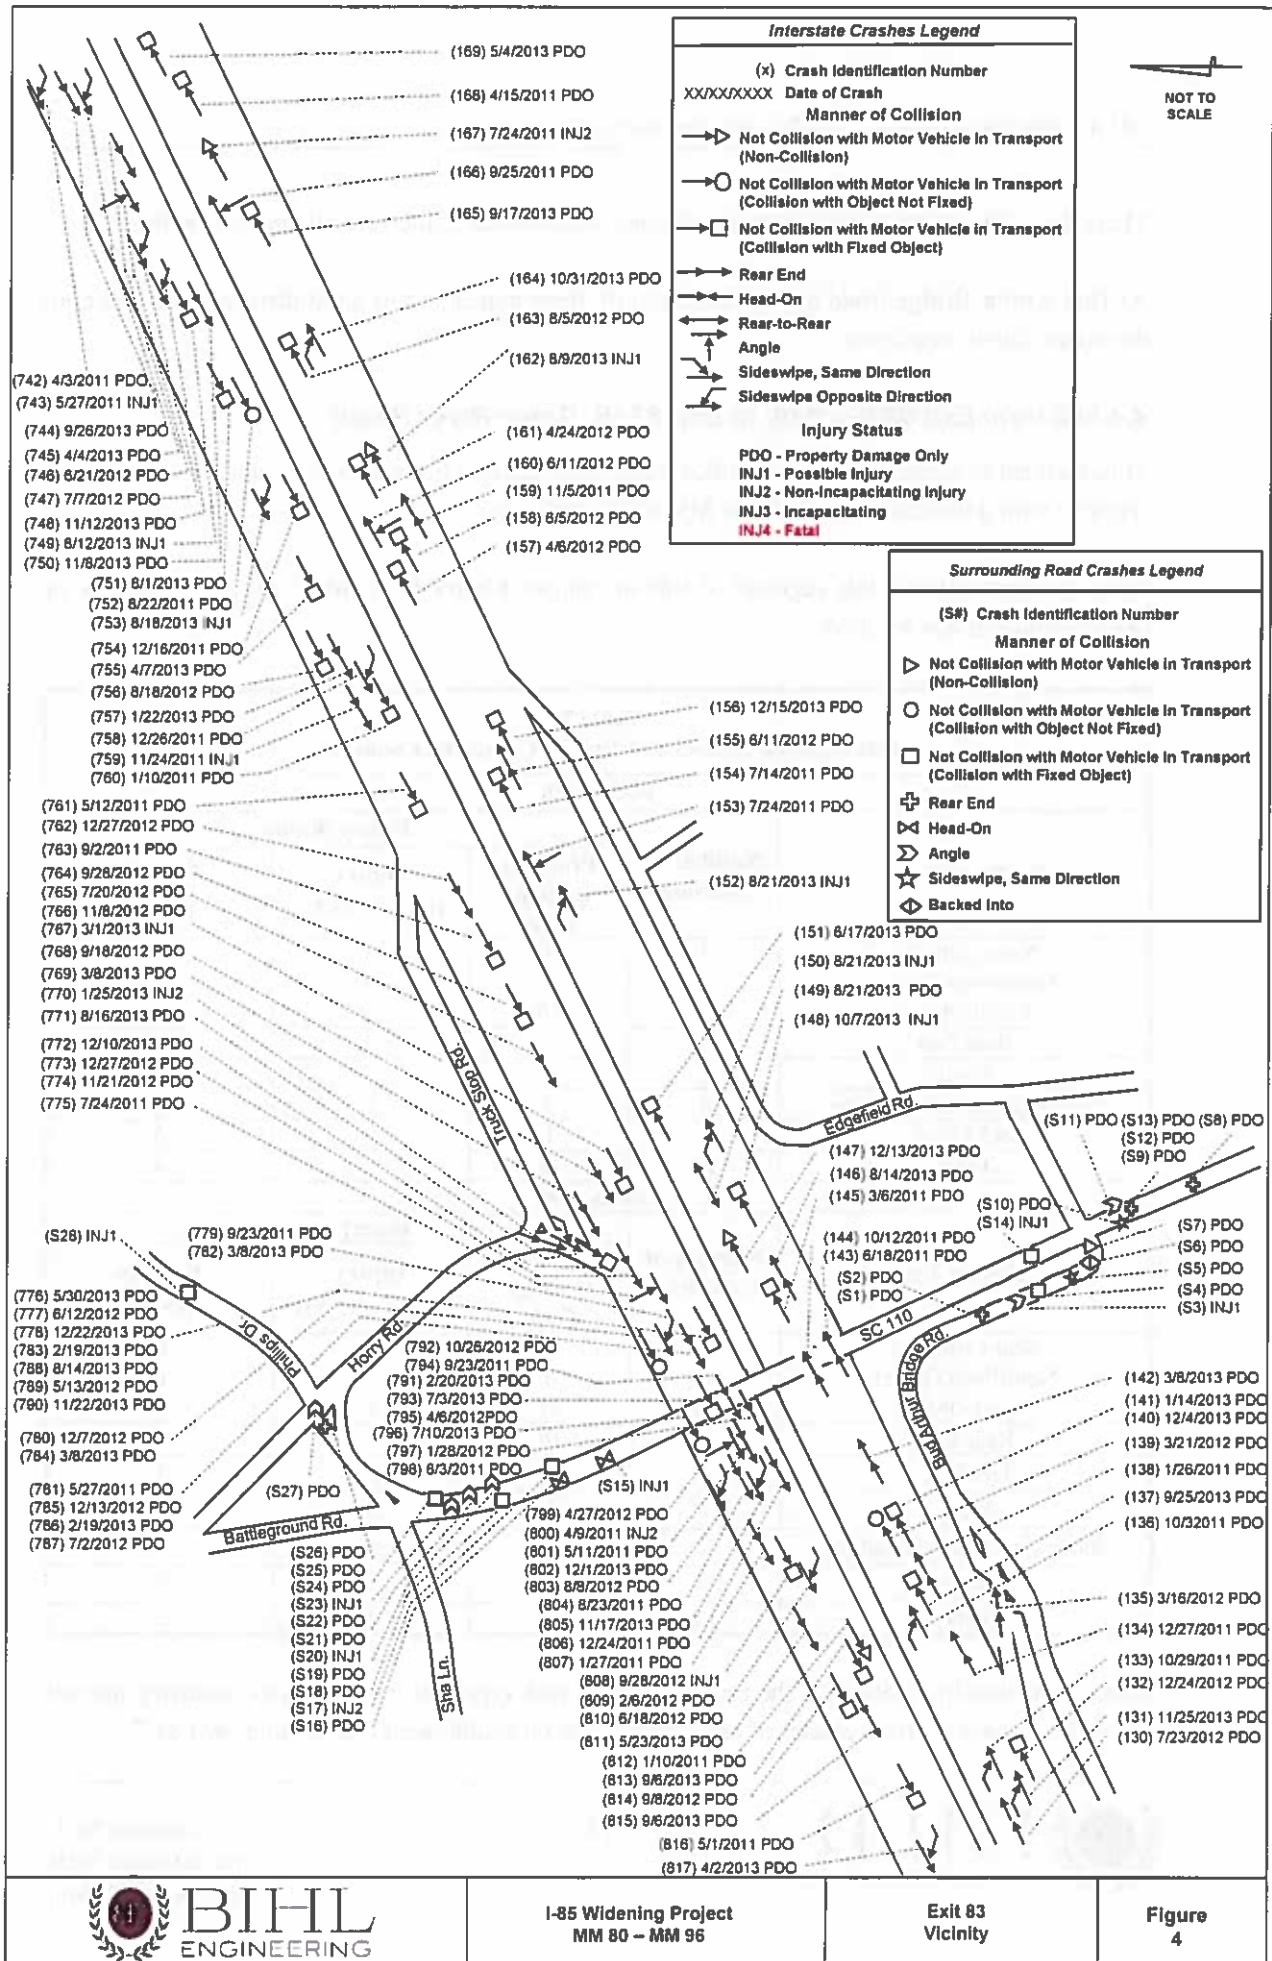 (169) 5/4/2013 PDO
(168) 4/15/2011 PDO
(167) 7/24/2011 INJ2
(166) 9/25/2011 PDO
(165) 9/17/2013 PDO
(164) 10/31/2013 PDO
(163) 8/5/2012 PDO
(162) 8/9/2013 INJ1
(161) 4/24/2012 PDO
(160) 6/11/2012 PDO
(159) 11/5/2011 PDO
(158) 6/5/2012 PDO
(157) 4/6/2012 PDO
Interstate Crashes Legend
(x) Crash Identification Number
XX/XX/XXXX Date of Crash
Manner of Collision
Not Collision with Motor Vehicle in Transport
(Non-Collision)
Not Collision with Motor Vehicle in Transport
(Collision with Object Not Fixed)
Not Collision with Motor Vehicle in Transport
(Collision with Fixed Object)
Rear End
Head-On
Rear-to-Rear
Angle
Sideswipe, Same Direction
Sideswipe Opposite Direction
Injury Status
PDO - Property Damage Only
INJ1 - Possible Injury
INJ2 - Non-Incapacitating Injury
INJ3 - Incapacitating
INJ4 - Fatal
NOT TO
SCALE
Surrounding Road Crashes Legend
(S#) Crash Identification Number
Manner of Collision
Not Collision with Motor Vehicle in Transport
(Non-Collision)
Not Collision with Motor Vehicle in Transport
(Collision with Object Not Fixed)
Not Collision with Motor Vehicle in Transport
(Collision with Fixed Object)
Rear End
Head-On
Angle
Sideswipe, Same Direction
Backed Into
(742) 4/3/2011 PDO
(743) 5/27/2011 INJ1
(744) 9/26/2013 PDO
(745) 4/4/2013 PDO
(746) 6/21/2012 PDO
(747) 7/7/2012 PDO
(748) 11/12/2013 PDO
(749) 8/12/2013 INJ1
(750) 11/8/2013 PDO
(751) 8/1/2013 PDO
(752) 8/22/2011 PDO
(753) 8/18/2013 INJ1
(754) 12/16/2011 PDO
(755) 4/7/2013 PDO
(756) 8/18/2012 PDO
(757) 1/22/2013 PDO
(758) 12/26/2011 PDO
(759) 11/24/2011 INJ1
(760) 1/10/2011 PDO
(761) 5/12/2011 PDO
(762) 12/27/2012 PDO
(763) 9/2/2011 PDO
(764) 9/28/2012 PDO
(765) 7/20/2012 PDO
(766) 11/8/2012 PDO
(767) 3/1/2013 INJ1
(768) 9/18/2012 PDO
(769) 3/8/2013 PDO
(770) 1/25/2013 INJ2
(771) 8/16/2013 PDO
(772) 12/10/2013 PDO
(773) 12/27/2012 PDO
(774) 11/21/2012 PDO
(775) 7/24/2011 PDO
(156) 12/15/2013 PDO
(155) 6/11/2012 PDO
(154) 7/14/2011 PDO
(153) 7/24/2011 PDO
(152) 8/21/2013 INJ1
(151) 6/17/2013 PDO
(150) 8/21/2013 INJ1
(149) 8/21/2013 PDO
(148) 10/7/2013 INJ1
Truck Stop Rd.
Edgefield Rd.
(147) 12/13/2013 PDO
(146) 8/14/2013 PDO
(145) 3/6/2011 PDO
(144) 10/12/2011 PDO
(143) 6/18/2011 PDO
(S2) PDO
(S1) PDO
(S11) PDO (S13) PDO (S8) PDO
(S12) PDO
(S9) PDO
(S10) PDO
(S14) INJ1
(S7) PDO
(S6) PDO
(S5) PDO
(S4) PDO
(S3) INJ1
SC 110
Bud Arthur Bridge Rd.
(S28) INJ1
(779) 9/23/2011 PDO
(782) 3/8/2013 PDO
(776) 5/30/2013 PDO
(777) 6/12/2012 PDO
(778) 12/22/2013 PDO
(783) 2/19/2013 PDO
(788) 8/14/2013 PDO
(789) 5/13/2012 PDO
(790) 11/22/2013 PDO
(780) 12/7/2012 PDO
(784) 3/8/2013 PDO
(781) 5/27/2011 PDO
(785) 12/13/2012 PDO
(786) 2/19/2013 PDO
(787) 7/2/2012 PDO
Phillips Dr.
Horry Rd.
(792) 10/26/2012 PDO
(794) 9/23/2011 PDO
(791) 2/20/2013 PDO
(793) 7/3/2013 PDO
(795) 4/6/2012PDO
(796) 7/10/2013 PDO
(797) 1/28/2012 PDO
(798) 6/3/2011 PDO
(S27) PDO
(S15) INJ1
Battleground Rd.
Sha Ln.
(S26) PDO
(S25) PDO
(S24) PDO
(S23) INJ1
(S22) PDO
(S21) PDO
(S20) INJ1
(S19) PDO
(S18) PDO
(S17) INJ2
(S16) PDO
(799) 4/27/2012 PDO
(800) 4/9/2011 INJ2
(801) 5/11/2011 PDO
(802) 12/1/2013 PDO
(803) 8/8/2012 PDO
(804) 8/23/2011 PDO
(805) 11/17/2013 PDO
(806) 12/24/2011 PDO
(807) 1/27/2011 PDO
(808) 9/28/2012 INJ1
(809) 2/6/2012 PDO
(810) 6/18/2012 PDO
(811) 5/23/2013 PDO
(812) 1/10/2011 PDO
(813) 9/6/2013 PDO
(814) 9/8/2012 PDO
(815) 9/6/2013 PDO
(816) 5/1/2011 PDO
(817) 4/2/2013 PDO
(142) 3/8/2013 PDO
(141) 1/14/2013 PDO
(140) 12/4/2013 PDO
(139) 3/21/2012 PDO
(138) 1/26/2011 PDO
(137) 9/25/2013 PDO
(136) 10/32011 PDO
(135) 3/16/2012 PDO
(134) 12/27/2011 PDO
(133) 10/29/2011 PDO
(132) 12/24/2012 PDO
(131) 11/25/2013 PDO
(130) 7/23/2012 PDO
BIHL
ENGINEERING
I-85 Widening Project
MM 80 – MM 96
Exit 83
Vicinity
Figure
4